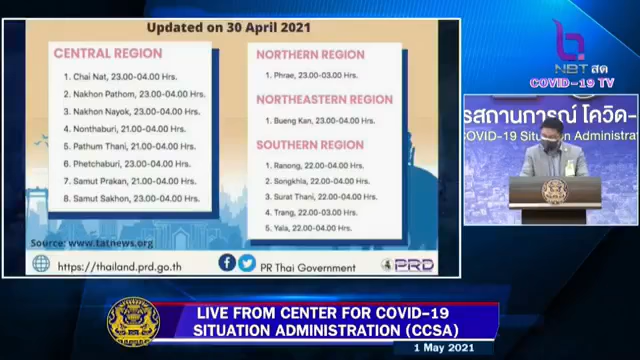 Updated on 30 April 2021
CENTRAL REGION
1. Chai Nat, 23.00-04.00 Hrs.
2. Nakhon Pathom, 23.00-04.00 Hrs.
3. Nakhon Nayok, 23.00-04.00 Hrs.
4. Nonthaburi, 21.00-04.00 Hrs.
5. Pathum Thani, 21.00-04.00 Hrs.
6. Phetchaburi, 23.00-04.00 Hrs.
7. Samut Prakan, 21.00-04.00 Hrs.
8. Samut Sakhon, 23.00-04.00 Hrs.
NORTHERN REGION
1. Phrae, 23.00-03.00 Hrs.
NORTHEASTERN REGION
1. Bueng Kan, 23.00-04.00 Hrs.
SOUTHERN REGION
1. Ranong, 22.00-04.00 Hrs.
2. Songkhla, 22.00-04.00 Hrs.
3. Surat Thani, 22.00-04.00 Hrs.
4. Trang, 22.00-03.00 Hrs.
5. Yala, 22.00-04.00 Hrs.
Source: www.tatnews.org
https://thailand.prd.go.th
PR Thai Government
PRD
NBT สด
COVID-19 TV
รสถานการณ์ โควิด-
COVID-19 Situation Administrat
LIVE FROM CENTER FOR COVID-19
SITUATION ADMINISTRATION (CCSA)
1 May 2021